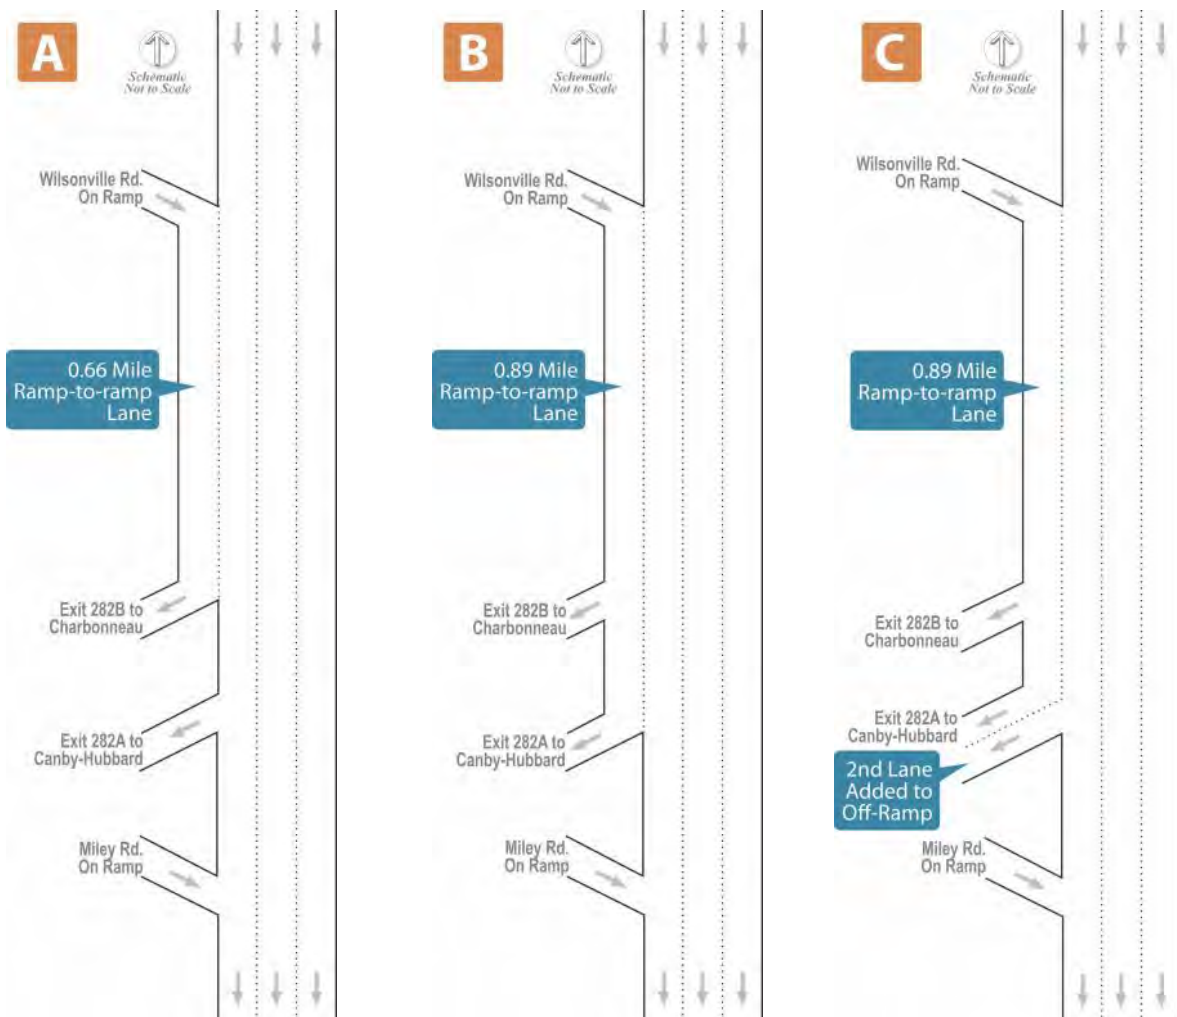 A
Schematic
Not to Scale
Wilsonville Rd.
On Ramp
0.66 Mile
Ramp-to-ramp
Lane
Exit 282B to
Charbonneau
Exit 282A to
Canby-Hubbard
Miley Rd.
On Ramp
B
Schematic
Not to Scale
Wilsonville Rd.
On Ramp
0.89 Mile
Ramp-to-ramp
Lane
Exit 282B to
Charbonneau
Exit 282A to
Canby-Hubbard
Miley Rd.
On Ramp
C
Schematic
Not to Scale
Wilsonville Rd.
On Ramp
0.89 Mile
Ramp-to-ramp
Lane
Exit 282B to
Charbonneau
Exit 282A to
Canby-Hubbard
2nd Lane
Added to
Off-Ramp
Miley Rd.
On Ramp